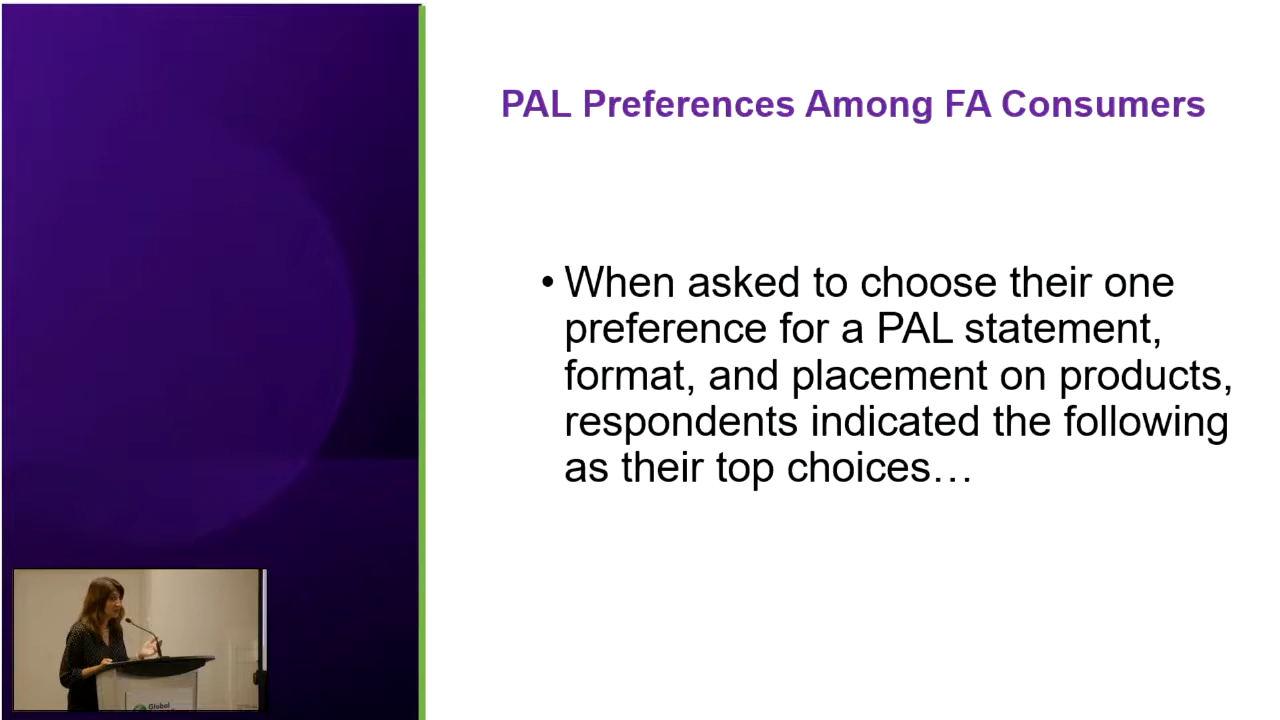 PAL Preferences Among FA Consumers
• When asked to choose their one
preference for a PAL statement,
format, and placement on products,
respondents indicated the following
as their top choices…
Global